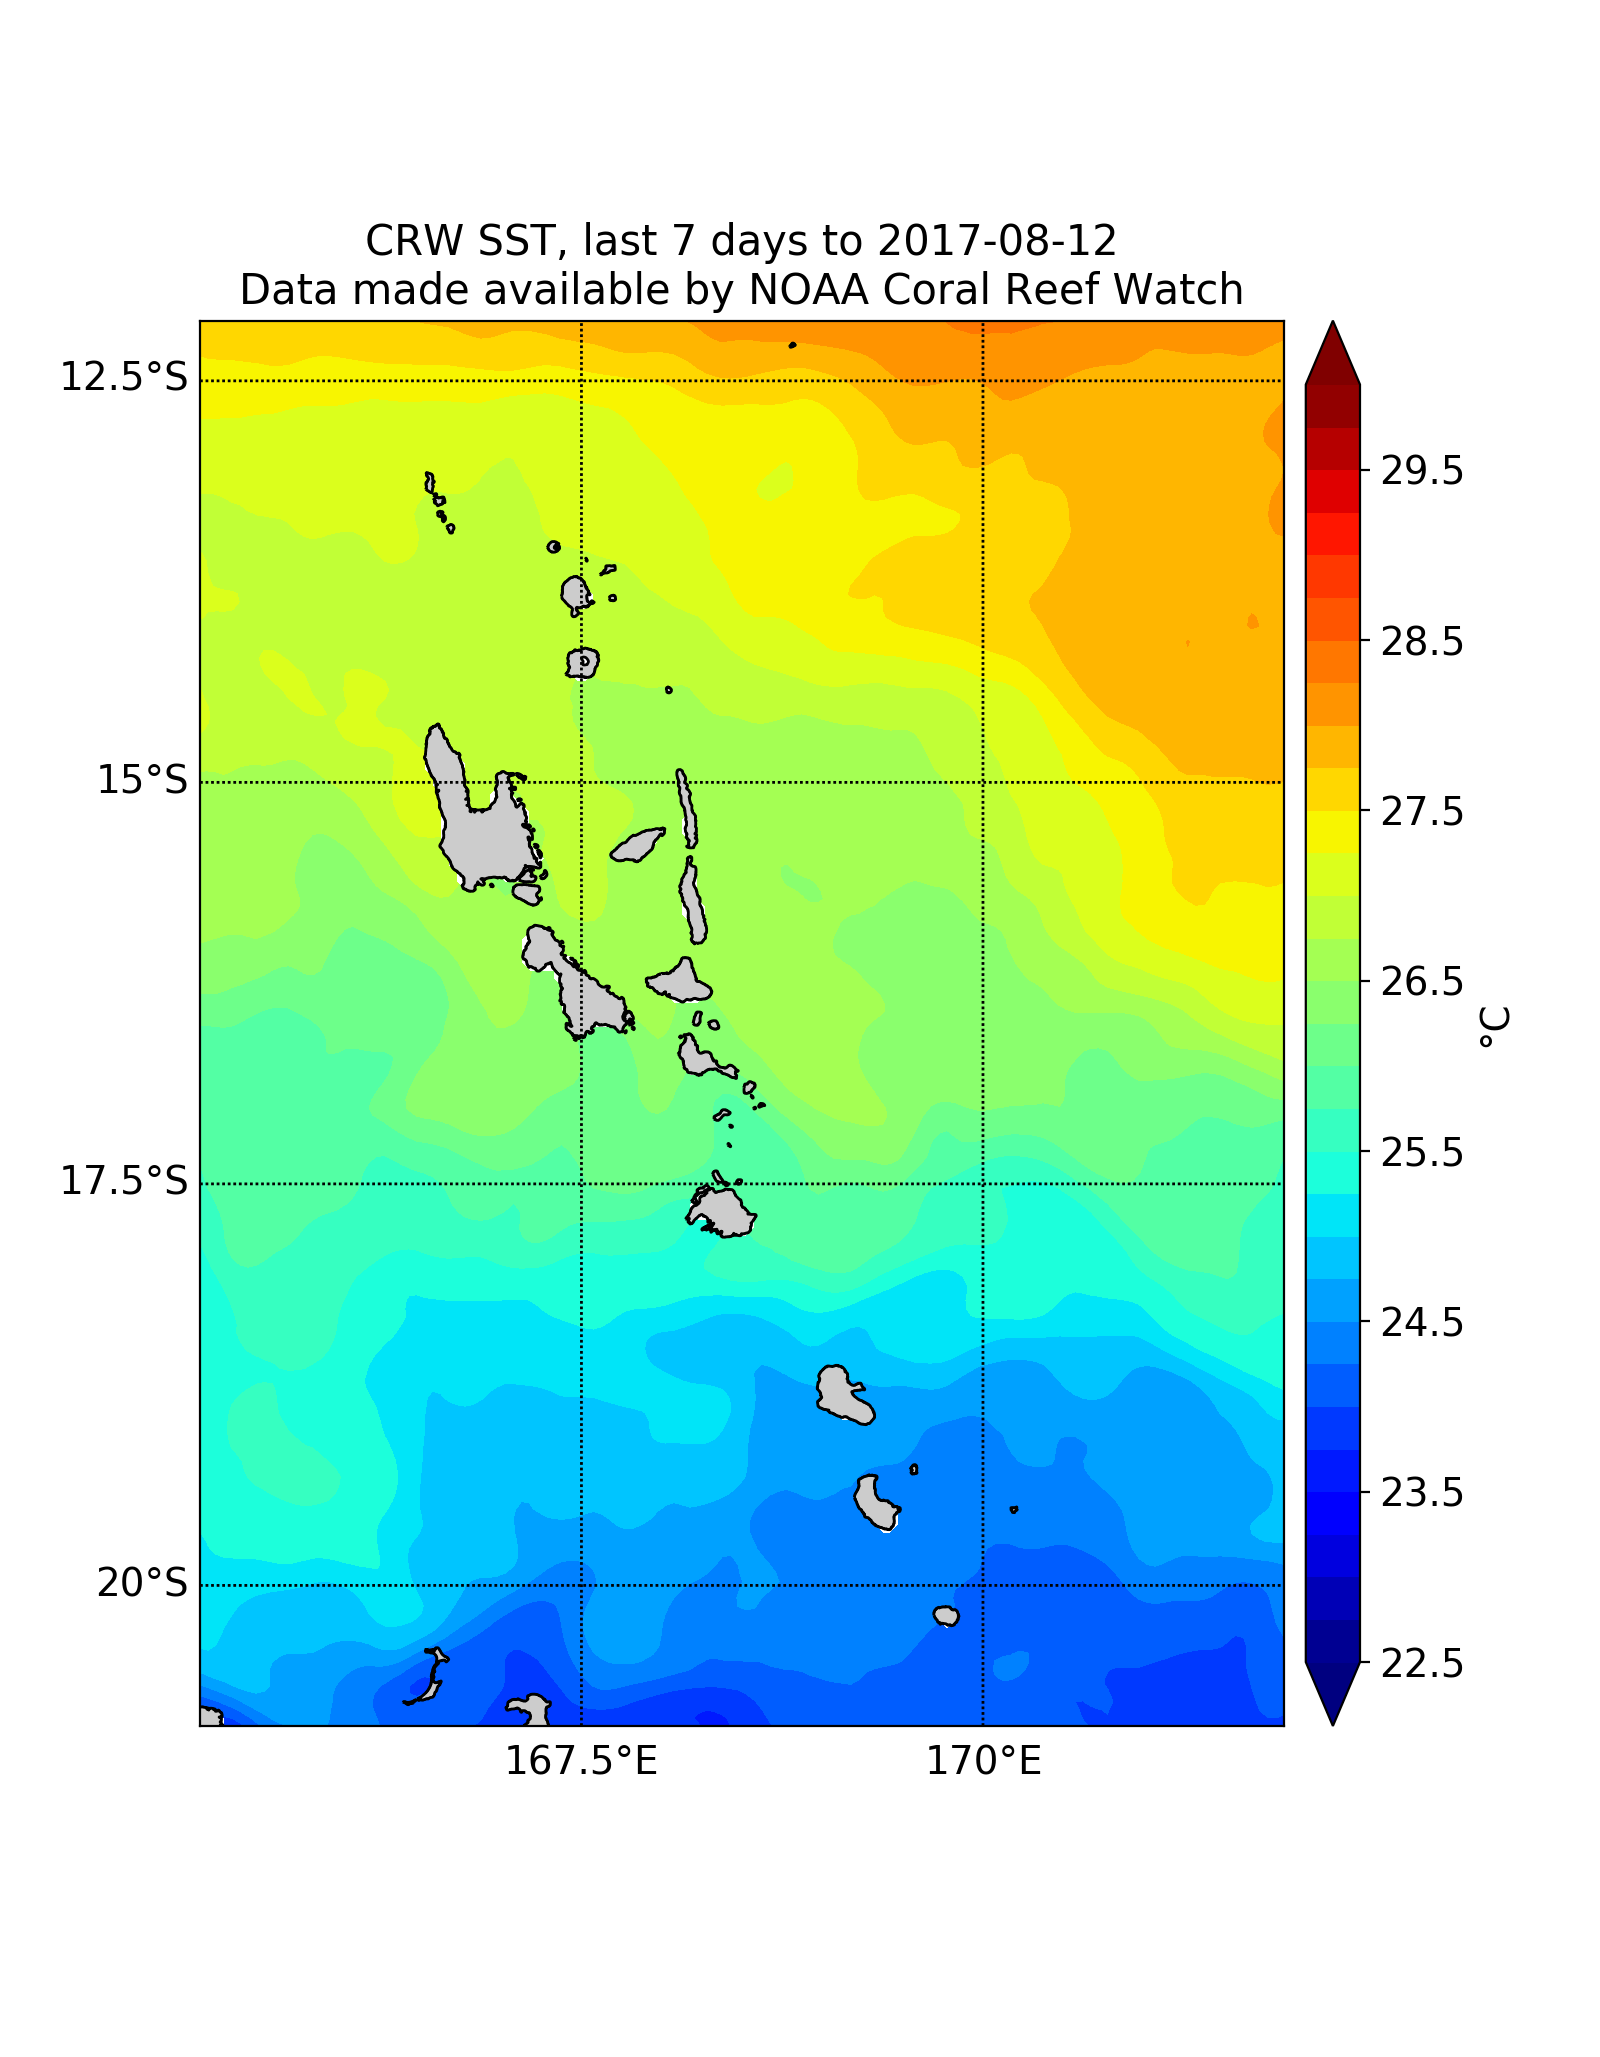 CRW SST, last 7 days to 2017-08-12
Data made available by NOAA Coral Reef Watch
12.5°S
15°S
17.5°S
20°S
167.5°E
170°E
29.5
28.5
27.5
26.5
25.5
24.5
23.5
22.5
°C